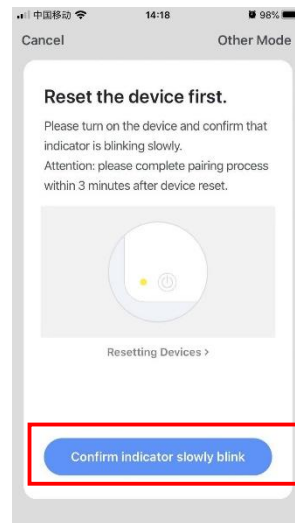 中国移动 14:18 98%
Cancel Other Mode
Reset the device first.
Please turn on the device and confirm that
indicator is blinking slowly.
Attention: please complete pairing process
within 3 minutes after device reset.
Resetting Devices >
Confirm indicator slowly blink